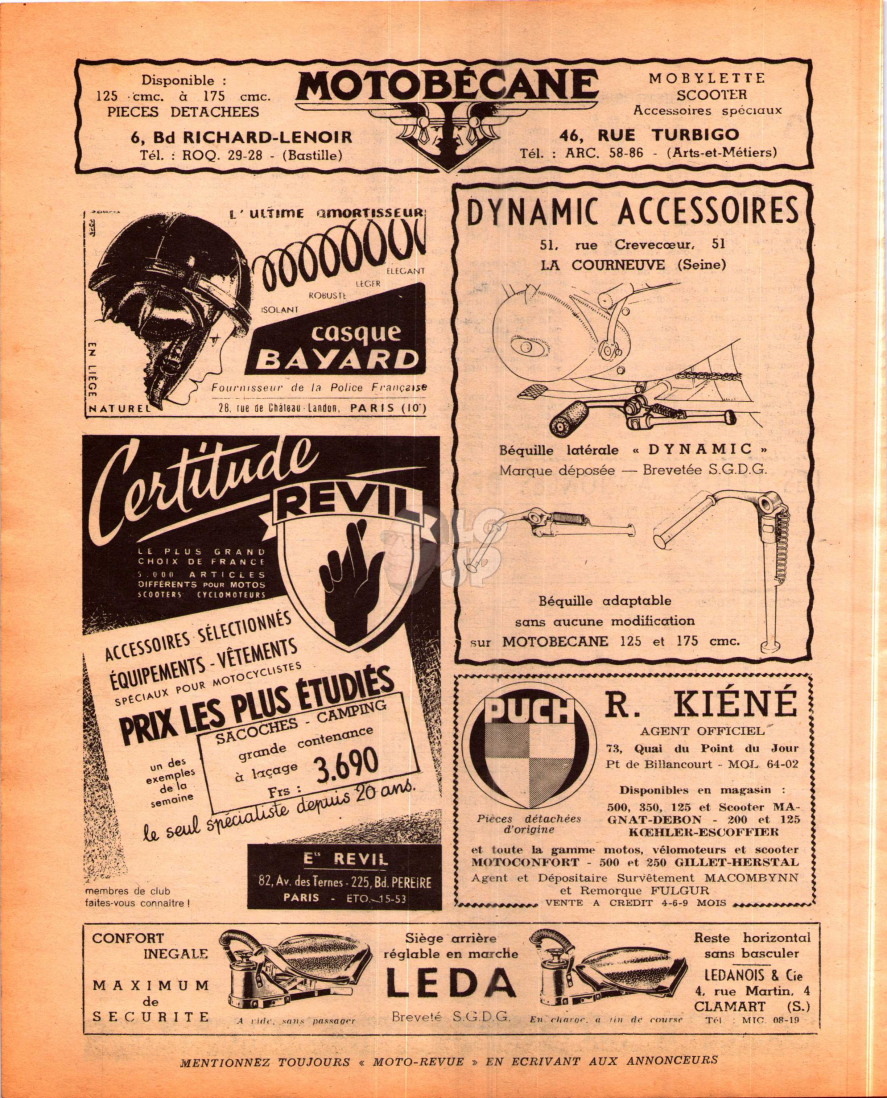 Disponible :
125 cmc. à 175 cmc.
PIECES DETACHEES
MOTOBÉCANE
MOBYLETTE
SCOOTER
Accessoires spéciaux
6, Bd RICHARD-LENOIR
Tél. : ROQ. 29-28 - (Bastille)
46, RUE TURBIGO
Tél. : ARC. 58-86 - (Arts-et-Métiers)
L'ULTIME AMORTISSEUR
ELEGANT
LEGER
ROBUSTE
ISOLANT
casque
BAYARD
EN LIEGE
NATUREL
Fournisseur de la Police Française
28, rue de Château-Landon, PARIS (10e)
DYNAMIC ACCESSOIRES
51, rue Crevecœur, 51
LA COURNEUVE (Seine)
Béquille latérale « DYNAMIC »
Marque déposée — Brevetée S.G.D.G.
Béquille adaptable
sans aucune modification
sur MOTOBECANE 125 et 175 cmc.
Certitude
REVIL
LE PLUS GRAND
CHOIX DE FRANCE
5.000 ARTICLES
DIFFÉRENTS POUR MOTOS
SCOOTERS CYCLOMOTEURS
ACCESSOIRES SÉLECTIONNÉS
ÉQUIPEMENTS - VÊTEMENTS
SPÉCIAUX POUR MOTOCYCLISTES
PRIX LES PLUS ÉTUDIÉS
un des
exemples
de la
semaine
SACOCHES - CAMPING
grande contenance
à laçage
Frs : 3.690
le seul spécialiste depuis 20 ans.
Ets REVIL
82, Av. des Ternes - 225, Bd. PEREIRE
PARIS - ETO. 15-53
membres de club
faites-vous connaître !
PUCH
Pièces détachées
d'origine
R. KIÉNÉ
AGENT OFFICIEL
73, Quai du Point du Jour
Pt de Billancourt - MOL. 64-02
Disponibles en magasin :
500, 350, 125 et Scooter MA-
GNAT-DEBON - 200 et 125
KŒHLER-ESCOFFIER
et toute la gamme motos, vélomoteurs et scooter
MOTOCONFORT - 500 et 250 GILLET-HERSTAL
Agent et Dépositaire Survêtement MACOMBYNN
et Remorque FULGUR
VENTE A CREDIT 4-6-9 MOIS
CONFORT
INEGALE
MAXIMUM
de
SECURITE
A vide, sans passager
Siège arrière
réglable en marche
LEDA
Breveté S.G.D.G.
En charge, a fin de course
Reste horizontal
sans basculer
LEDANOIS & Cie
4, rue Martin, 4
CLAMART (S.)
Tél. : MIC. 08-19
MENTIONNEZ TOUJOURS « MOTO-REVUE » EN ECRIVANT AUX ANNONCEURS